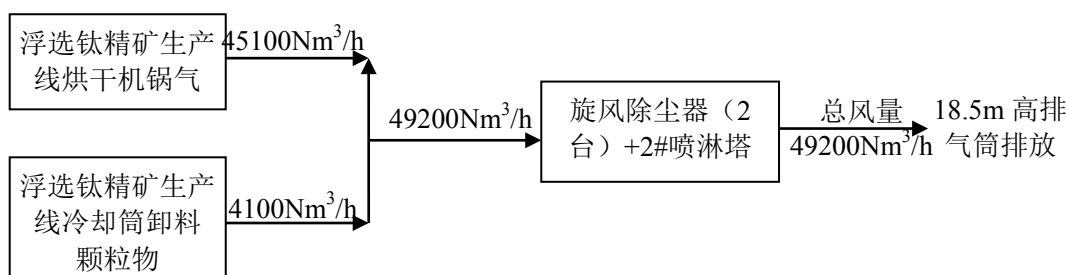 浮选钛精矿生产
线烘干机锅气
45100Nm³/h
浮选钛精矿生产
线冷却筒卸料
颗粒物
4100Nm³/h
49200Nm³/h
旋风除尘器（2
台）+2#喷淋塔
总风量
49200Nm³/h
18.5m 高排
气筒排放